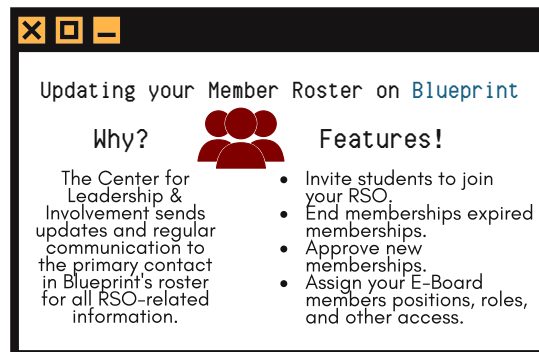 Updating your Member Roster on Blueprint
Why?
The Center for
Leadership &
Involvement sends
updates and regular
communication to
the primary contact
in Blueprint's roster
for all RSO-related
information.
Features!
• Invite students to join
your RSO.
• End memberships expired
memberships.
• Approve new
memberships.
• Assign your E-Board
members positions, roles,
and other access.